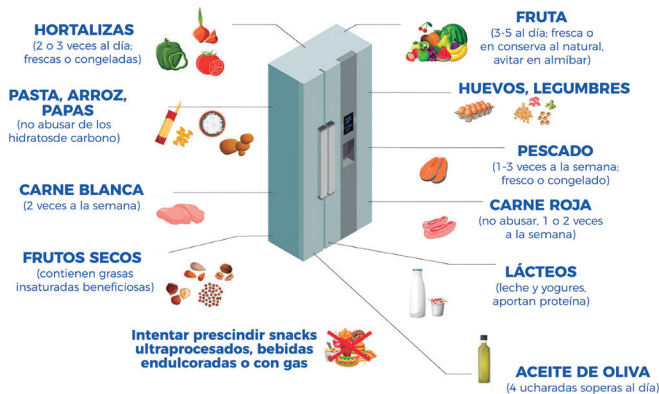 HORTALIZAS
(2 o 3 veces al día;
frescas o congeladas)
PASTA, ARROZ,
PAPAS
(no abusar de los
hidratosde carbono)
CARNE BLANCA
(2 veces a la semana)
FRUTOS SECOS
(contienen grasas
insaturadas beneficiosas)
Intentar prescindir snacks
ultraprocesados, bebidas
endulcoradas o con gas
FRUTA
(3-5 al día; fresca o
en conserva al natural,
avitar en almíbar)
HUEVOS, LEGUMBRES
PESCADO
(1-3 veces a la semana;
fresco o congelado)
CARNE ROJA
(no abusar, 1 o 2 veces
a la semana)
LÁCTEOS
(leche y yogures,
aportan proteína)
ACEITE DE OLIVA
(4 ucharadas soperas al día)